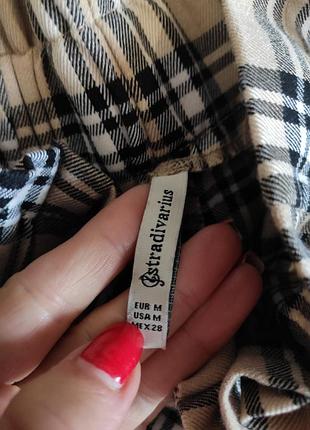 stradivarius
EUR M
USA M
MEX 28